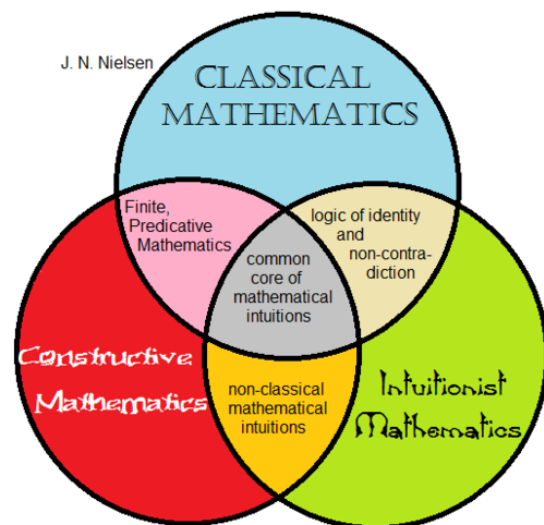 J. N. Nielsen
CLASSICAL
MATHEMATICS
Finite,
Predicative
Mathematics
logic of identity
and
non-contra-
diction
common
core of
mathematical
intuitions
Constructive
Mathematics
non-classical
mathematical
intuitions
Intuitionist
Mathematics